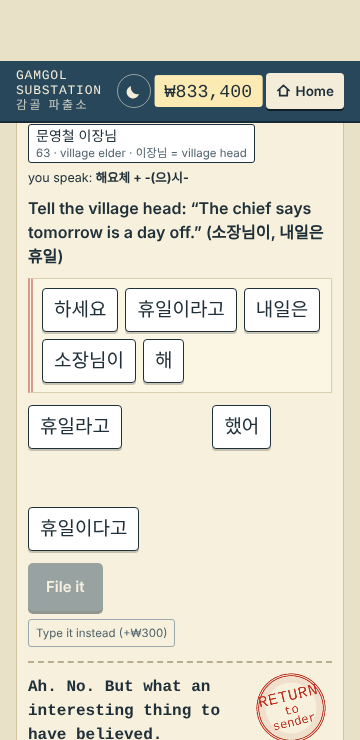 GAMGOL
SUBSTATION
감골 파출소
₩833,400
Home
문영철 이장님
63 · village elder · 이장님 = village head
you speak: 해요체 + -(으)시-
Tell the village head: “The chief says
tomorrow is a day off.” (소장님이, 내일은
휴일)
하세요 휴일이라고 내일은
소장님이 해
휴일라고 했어
휴일이다고
File it
Type it instead (+₩300)
Ah. No. But what an
interesting thing to
have believed.
RETURN
to
sender